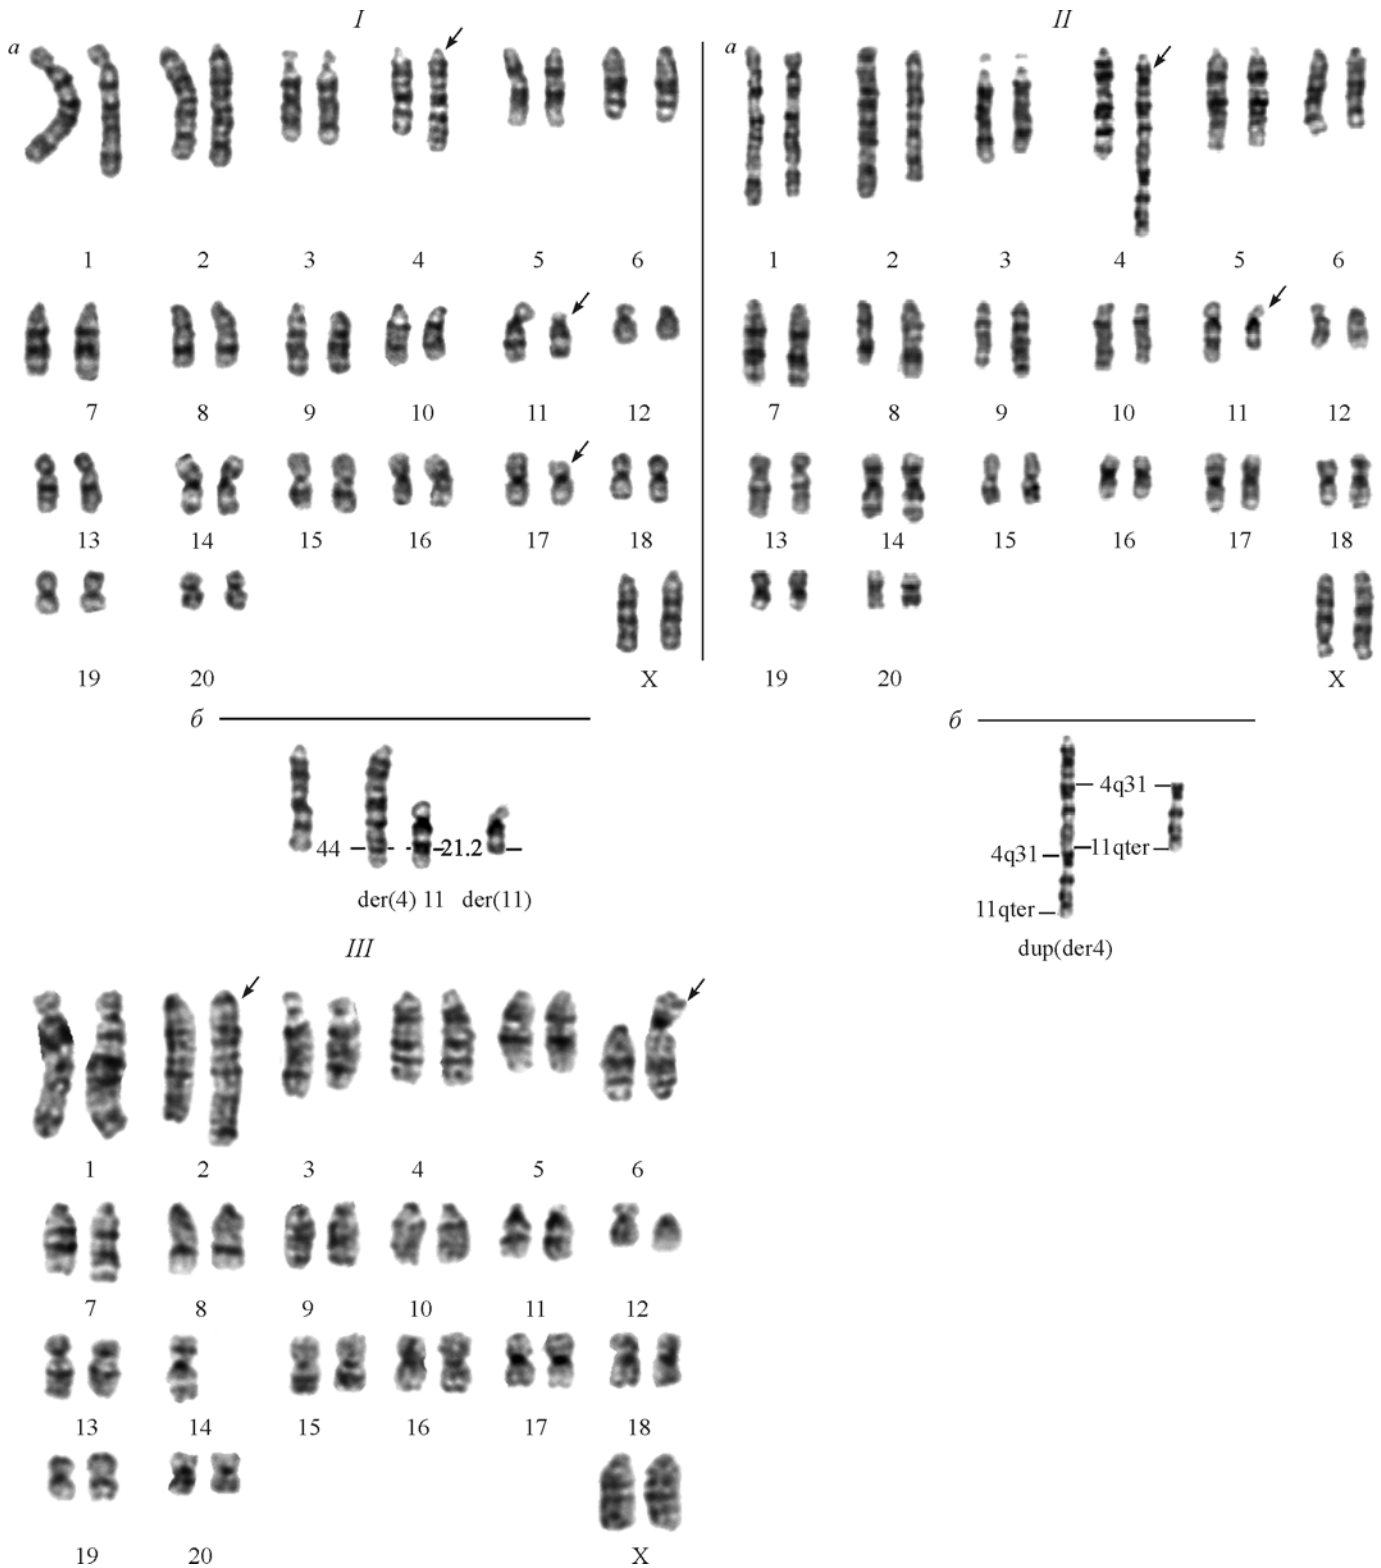 I
II
а
а
1 2 3 4 5 6
1 2 3 4 5 6
7 8 9 10 11 12
7 8 9 10 11 12
13 14 15 16 17 18
13 14 15 16 17 18
19 20 X
19 20 X
б
б
44 21.2
der(4) 11 der(11)
4q31
4q31 11qter
11qter
dup(der4)
III
1 2 3 4 5 6
7 8 9 10 11 12
13 14 15 16 17 18
19 20 X